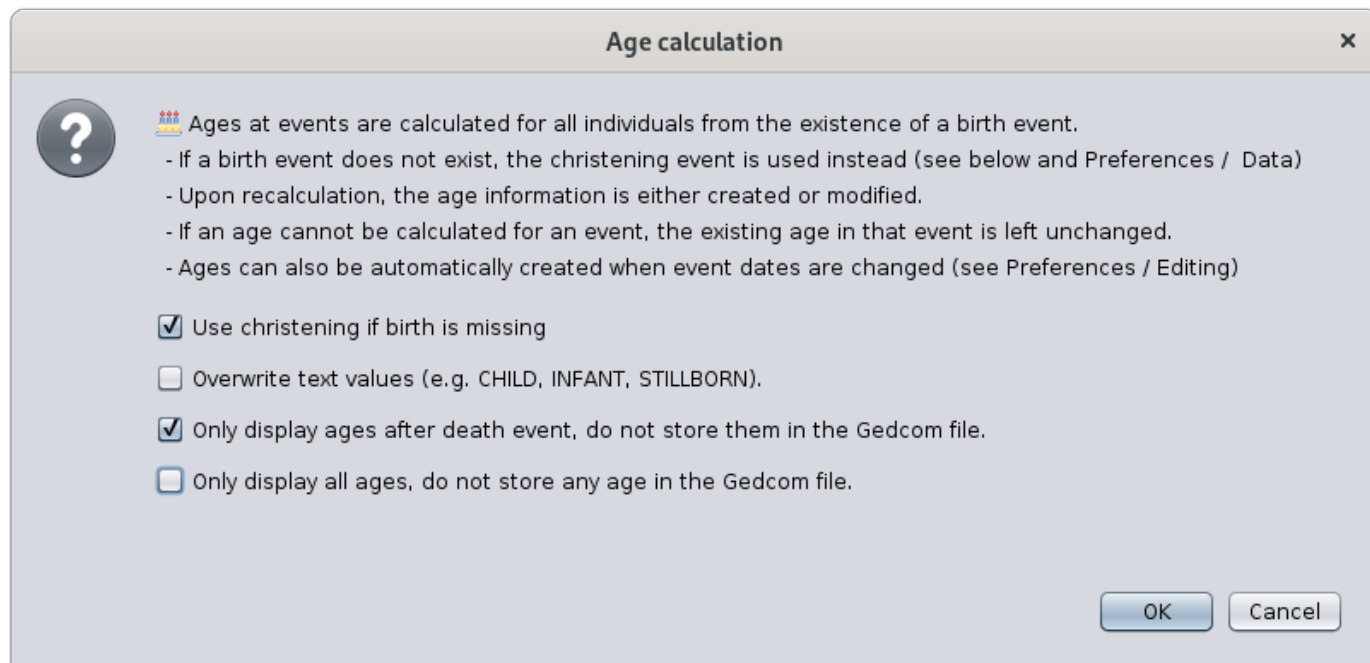 Age calculation
Ages at events are calculated for all individuals from the existence of a birth event.
- If a birth event does not exist, the christening event is used instead (see below and Preferences /  Data)
- Upon recalculation, the age information is either created or modified.
- If an age cannot be calculated for an event, the existing age in that event is left unchanged.
- Ages can also be automatically created when event dates are changed (see Preferences / Editing)
Use christening if birth is missing
Overwrite text values (e.g. CHILD, INFANT, STILLBORN).
Only display ages after death event, do not store them in the Gedcom file.
Only display all ages, do not store any age in the Gedcom file.
OK Cancel